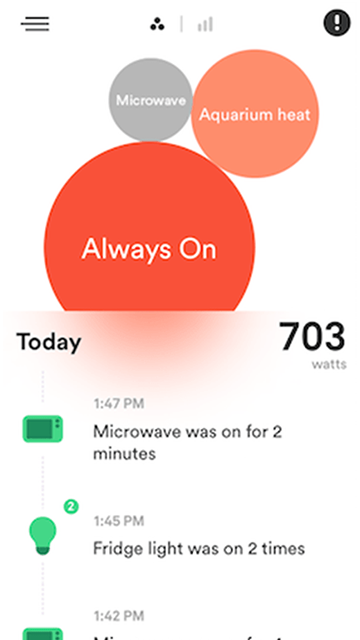 Microwave
Aquarium heat
Always On
Today
703
watts
1:47 PM
Microwave was on for 2
minutes
2
1:45 PM
Fridge light was on 2 times
1:42 PM